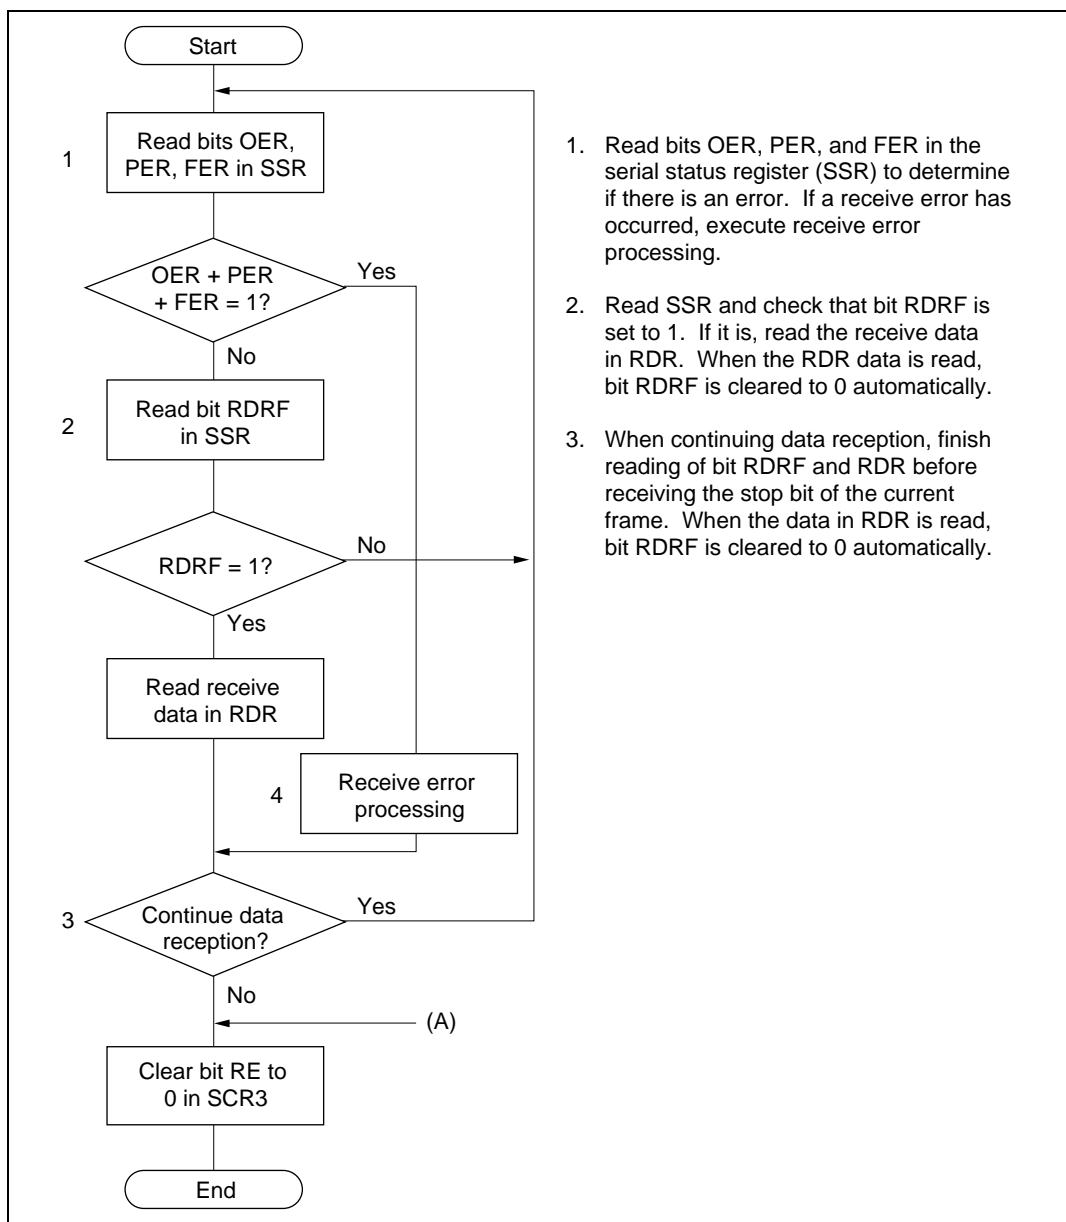 Start
1
Read bits OER,
PER, FER in SSR
OER + PER
+ FER = 1?
Yes
No
2
Read bit RDRF
in SSR
RDRF = 1?
No
Yes
Read receive
data in RDR
4
Receive error
processing
3
Continue data
reception?
Yes
No
(A)
Clear bit RE to
0 in SCR3
End
1. Read bits OER, PER, and FER in the
serial status register (SSR) to determine
if there is an error. If a receive error has
occurred, execute receive error
processing.
2. Read SSR and check that bit RDRF is
set to 1. If it is, read the receive data
in RDR. When the RDR data is read,
bit RDRF is cleared to 0 automatically.
3. When continuing data reception, finish
reading of bit RDRF and RDR before
receiving the stop bit of the current
frame. When the data in RDR is read,
bit RDRF is cleared to 0 automatically.